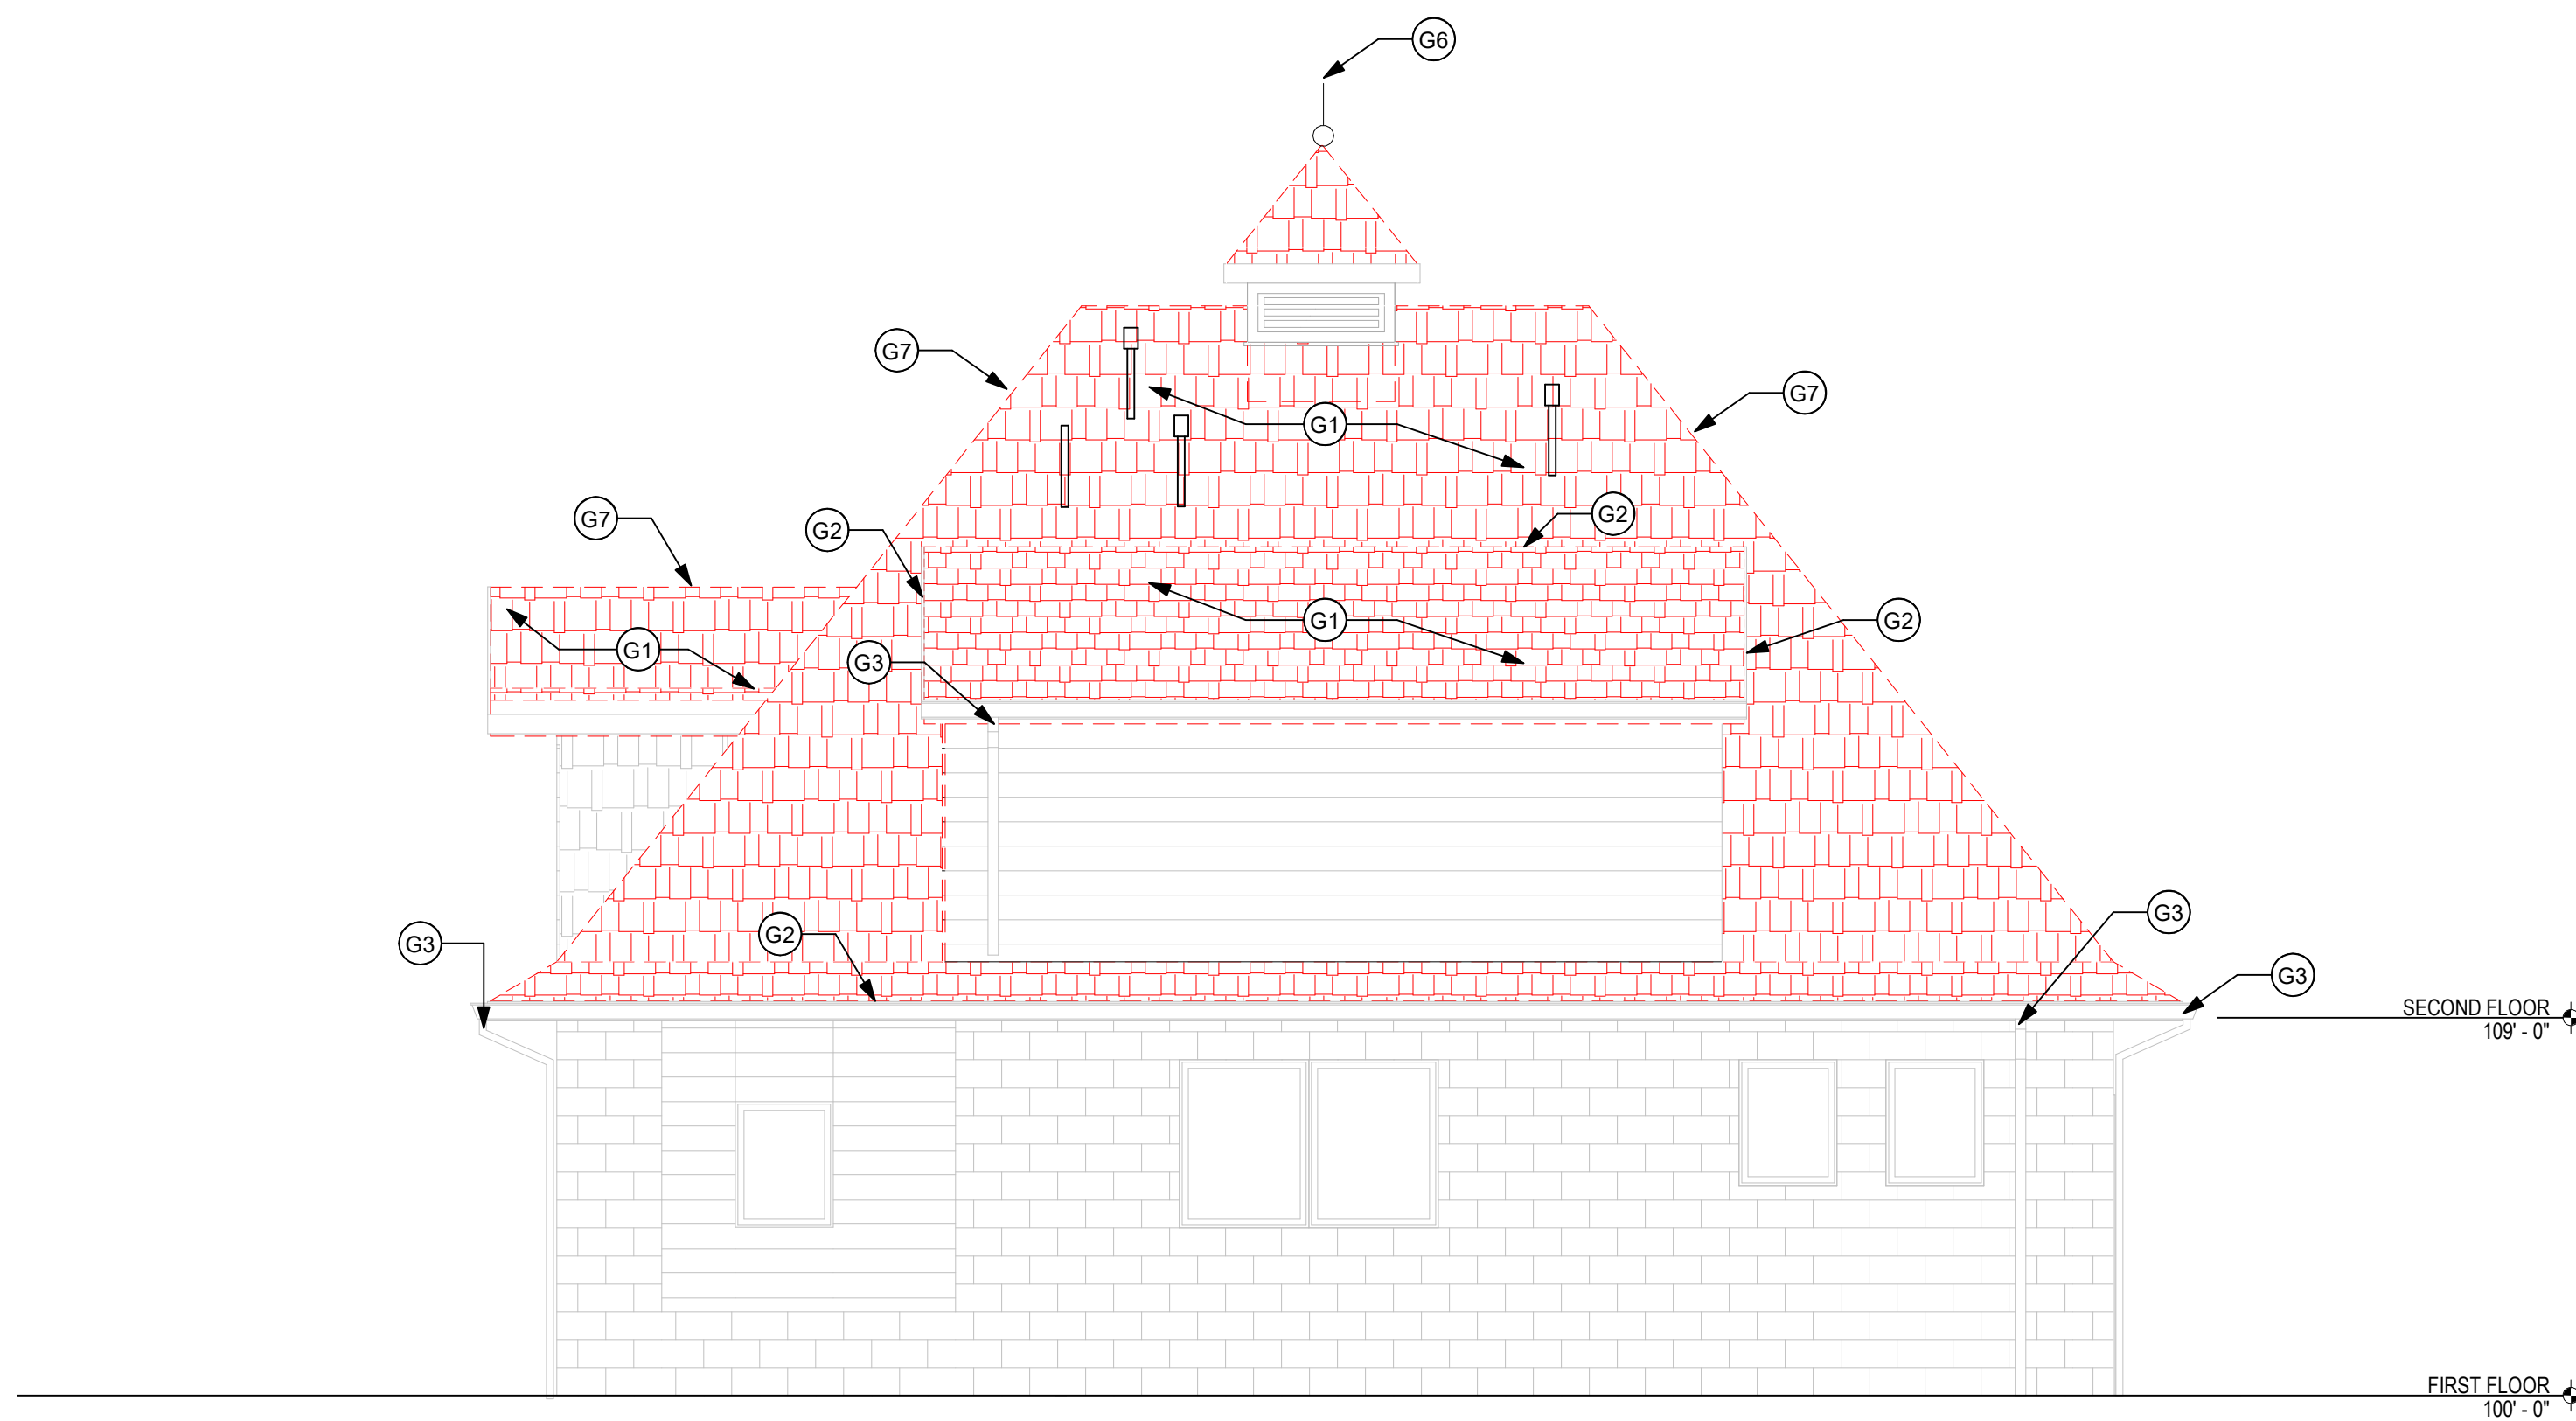 G6
G7
G7
G1
G2
G7
G2
G1
G2
G1
G3
G3
G2
G3
G3
SECOND FLOOR
109' - 0"
FIRST FLOOR
100' - 0"